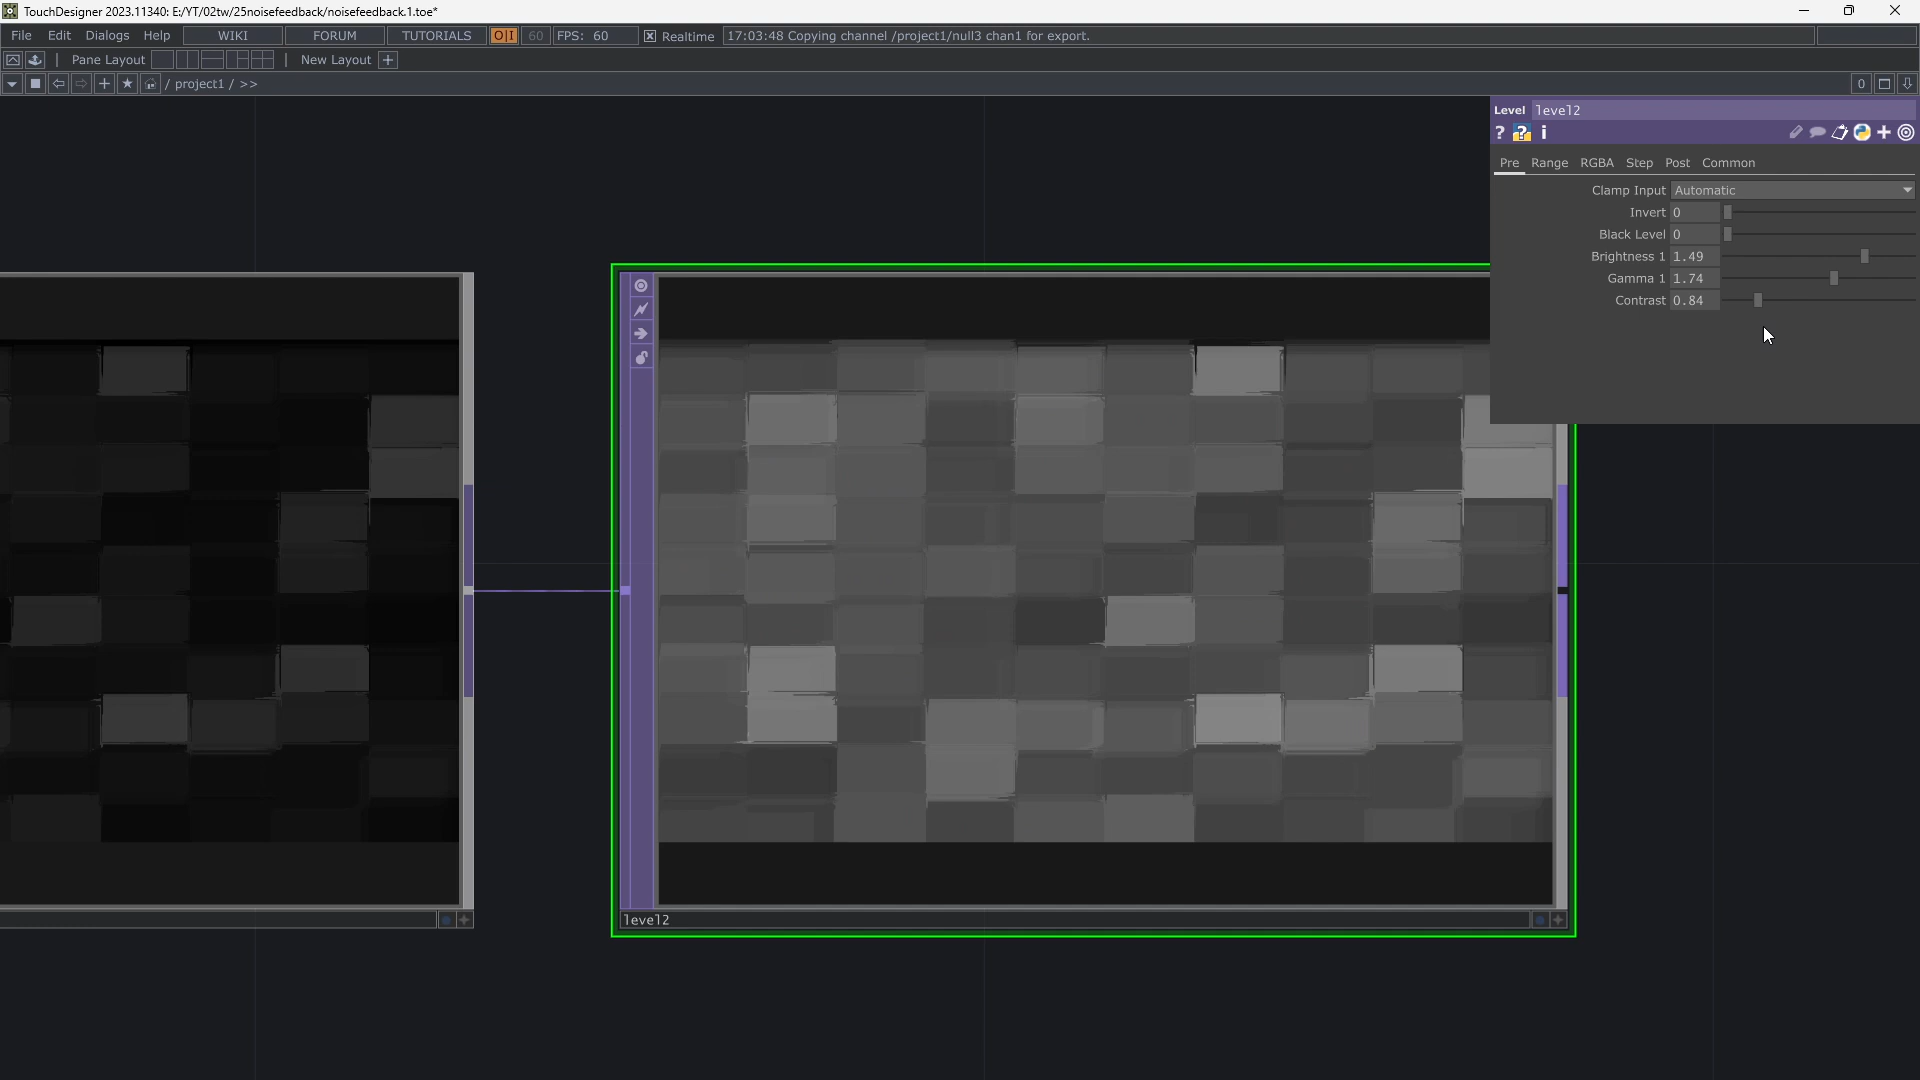 TouchDesigner 2023.11340: E:/YT/02tw/25noisefeedback/noisefeedback.1.toe*
File Edit Dialogs Help WIKI FORUM TUTORIALS O|I 60 FPS: 60 Realtime 17:03:48 Copying channel /project1/null3 chan1 for export.
Pane Layout New Layout +
/ project1 / >> 0
Level level2
? ? i
Pre Range RGBA Step Post Common
Clamp Input Automatic
Invert 0
Black Level 0
Brightness 1 1.49
Gamma 1 1.74
Contrast 0.84
level2